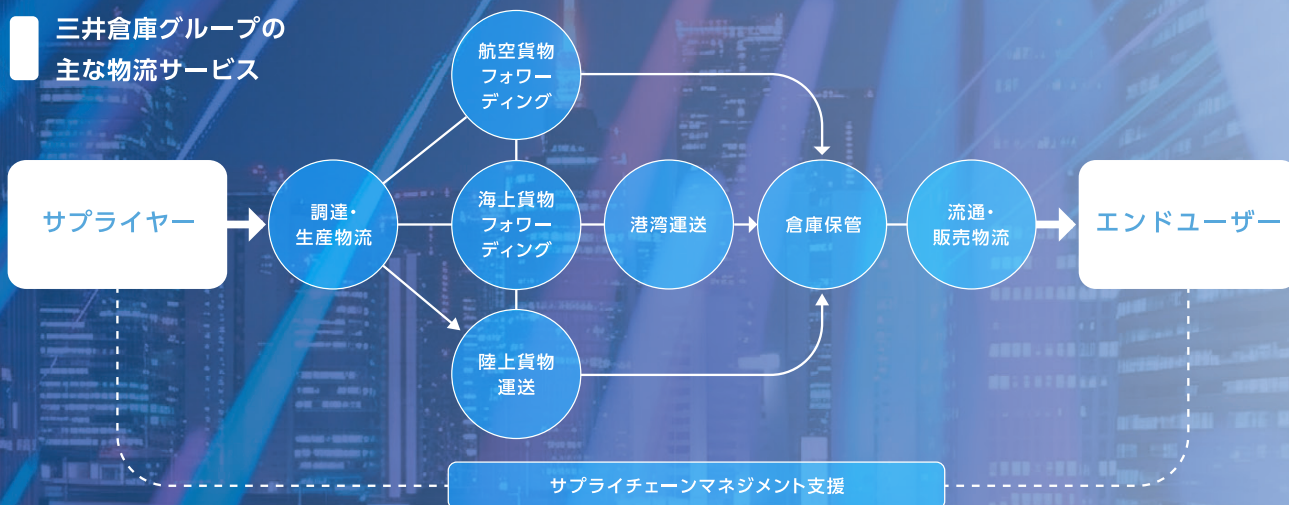 三井倉庫グループの
主な物流サービス
航空貨物
フォワー
ディング
サプライヤー
調達・
生産物流
海上貨物
フォワー
ディング
港湾運送
倉庫保管
流通・
販売物流
エンドユーザー
陸上貨物
運送
サプライチェーンマネジメント支援